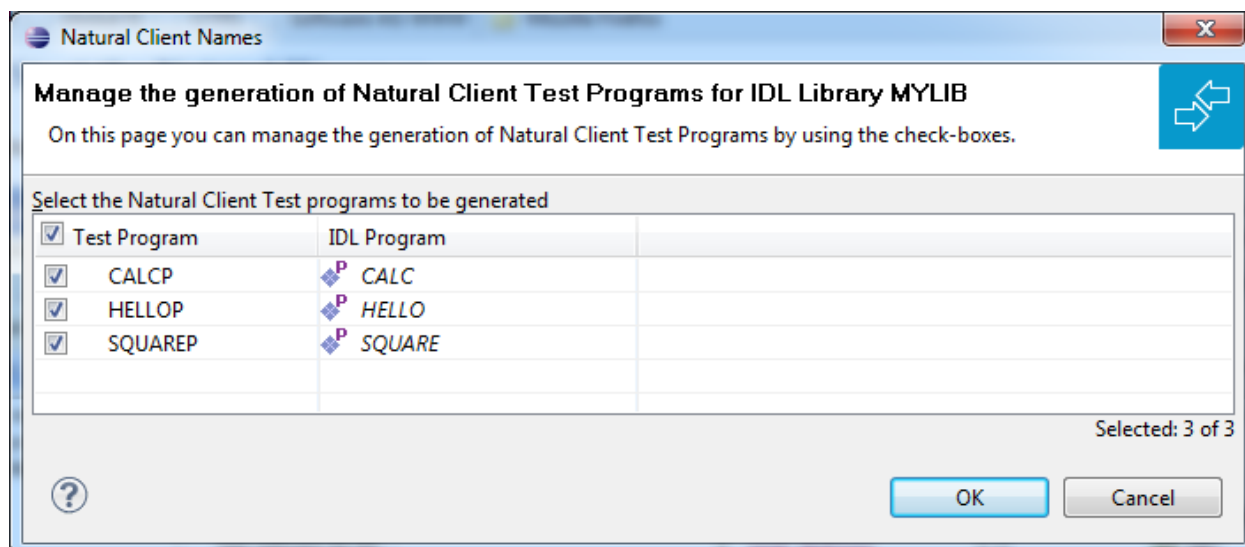 Natural Client Names
Manage the generation of Natural Client Test Programs for IDL Library MYLIB
On this page you can manage the generation of Natural Client Test Programs by using the check-boxes.
Select the Natural Client Test programs to be generated
Test Program IDL Program
CALCP P CALC
HELLOP P HELLO
SQUAREP P SQUARE
Selected: 3 of 3
? OK Cancel